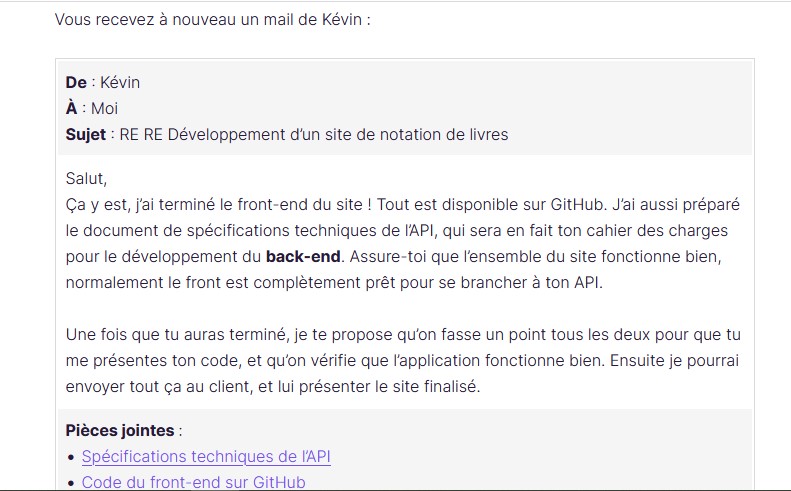 Vous recevez à nouveau un mail de Kévin :
De : Kévin
À : Moi
Sujet : RE RE Développement d’un site de notation de livres
Salut,
Ça y est, j’ai terminé le front-end du site ! Tout est disponible sur GitHub. J’ai aussi préparé
le document de spécifications techniques de l’API, qui sera en fait ton cahier des charges
pour le développement du back-end. Assure-toi que l’ensemble du site fonctionne bien,
normalement le front est complètement prêt pour se brancher à ton API.
Une fois que tu auras terminé, je te propose qu’on fasse un point tous les deux pour que tu
me présentes ton code, et qu’on vérifie que l’application fonctionne bien. Ensuite je pourrai
envoyer tout ça au client, et lui présenter le site finalisé.
Pièces jointes :
• Spécifications techniques de l’API
• Code du front-end sur GitHub